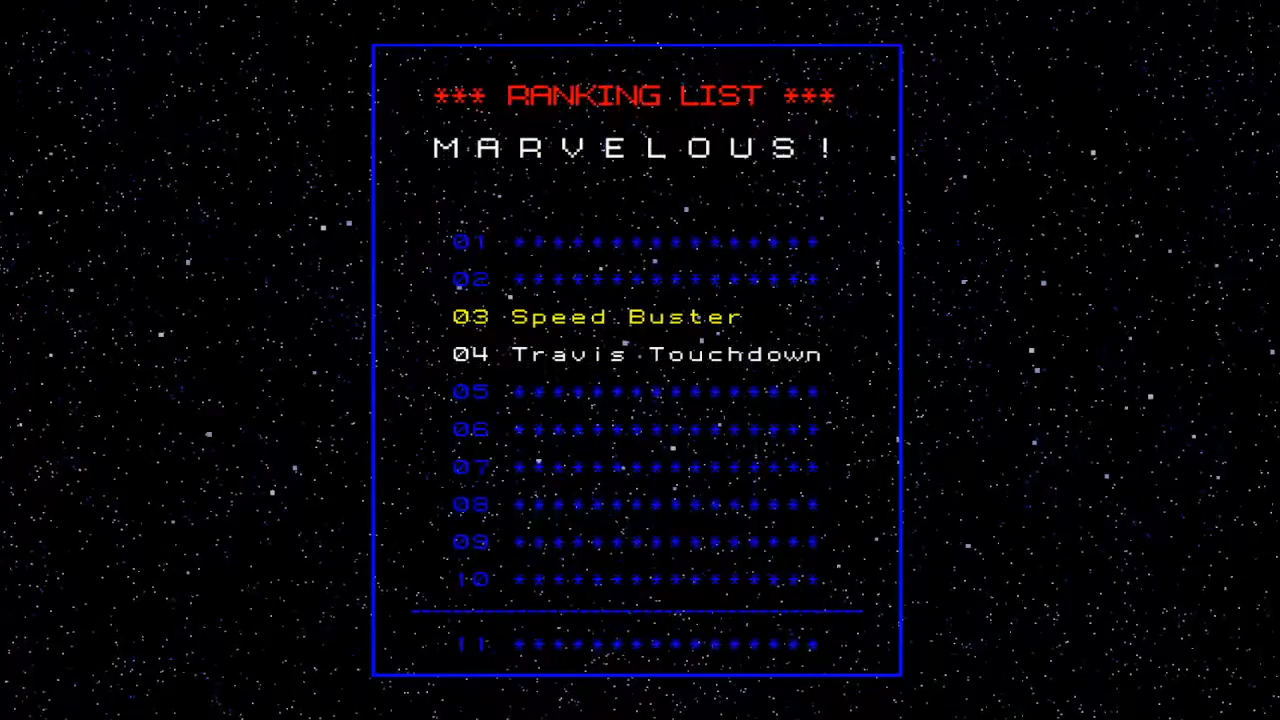 *** RANKING LIST ***
MARVELOUS!
01 ****************
02 ****************
03 Speed Buster
04 Travis Touchdown
05 ****************
06 ****************
07 ****************
08 ****************
09 ****************
10 ****************
11 ****************